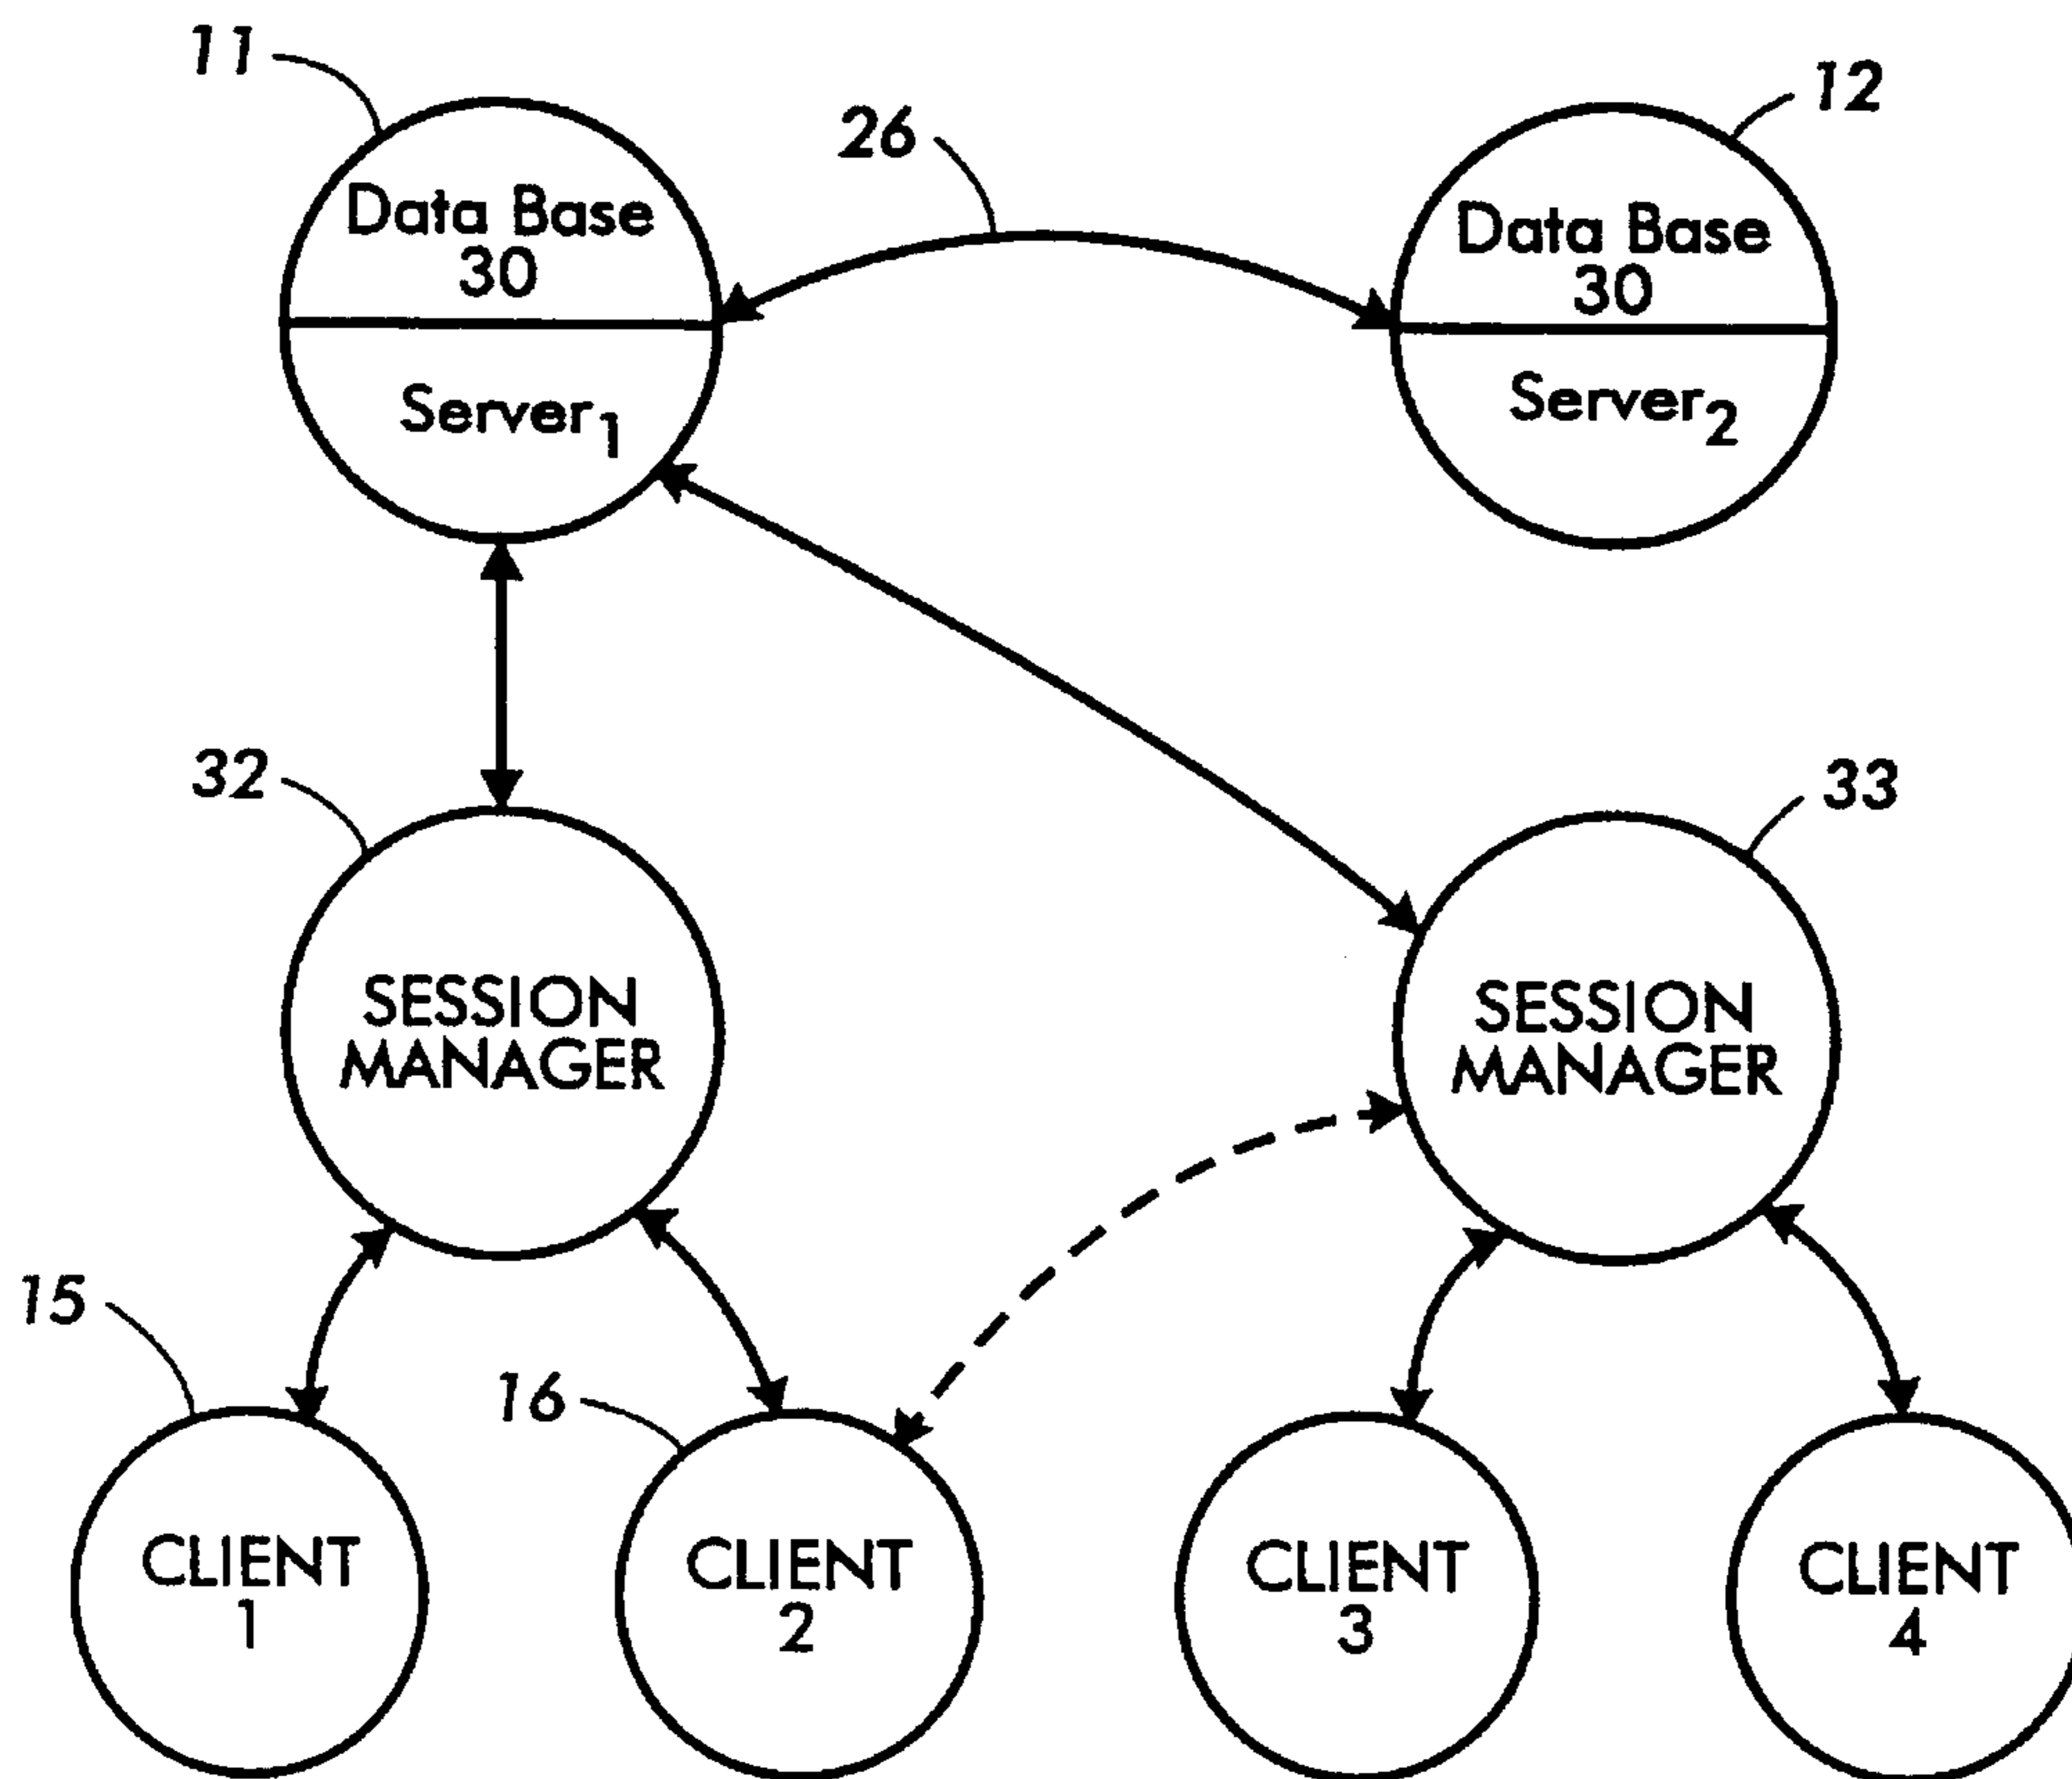 11
12
26
Data Base
30
Server1
Data Base
30
Server2
32
33
SESSION
MANAGER
SESSION
MANAGER
15
16
CLIENT
1
CLIENT
2
CLIENT
3
CLIENT
4